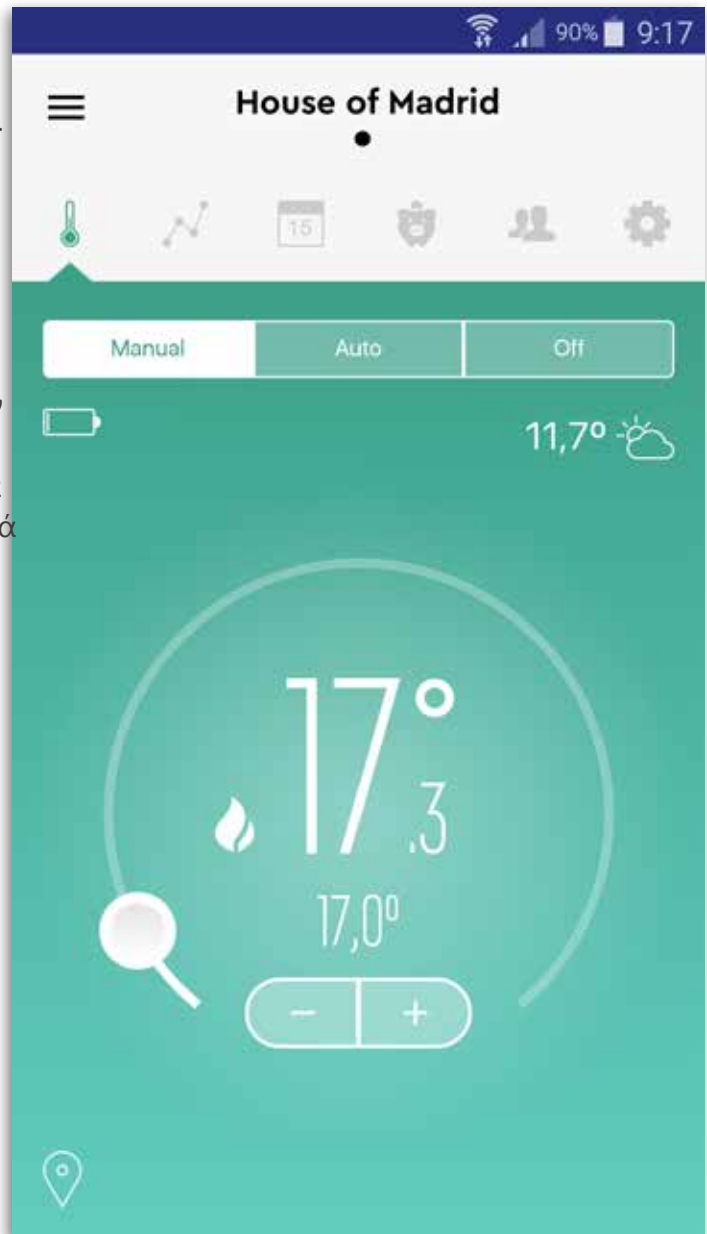 90% 9:17
House of Madrid
15
Manual Auto Off
11,7º
17°.3
17,0º
− +